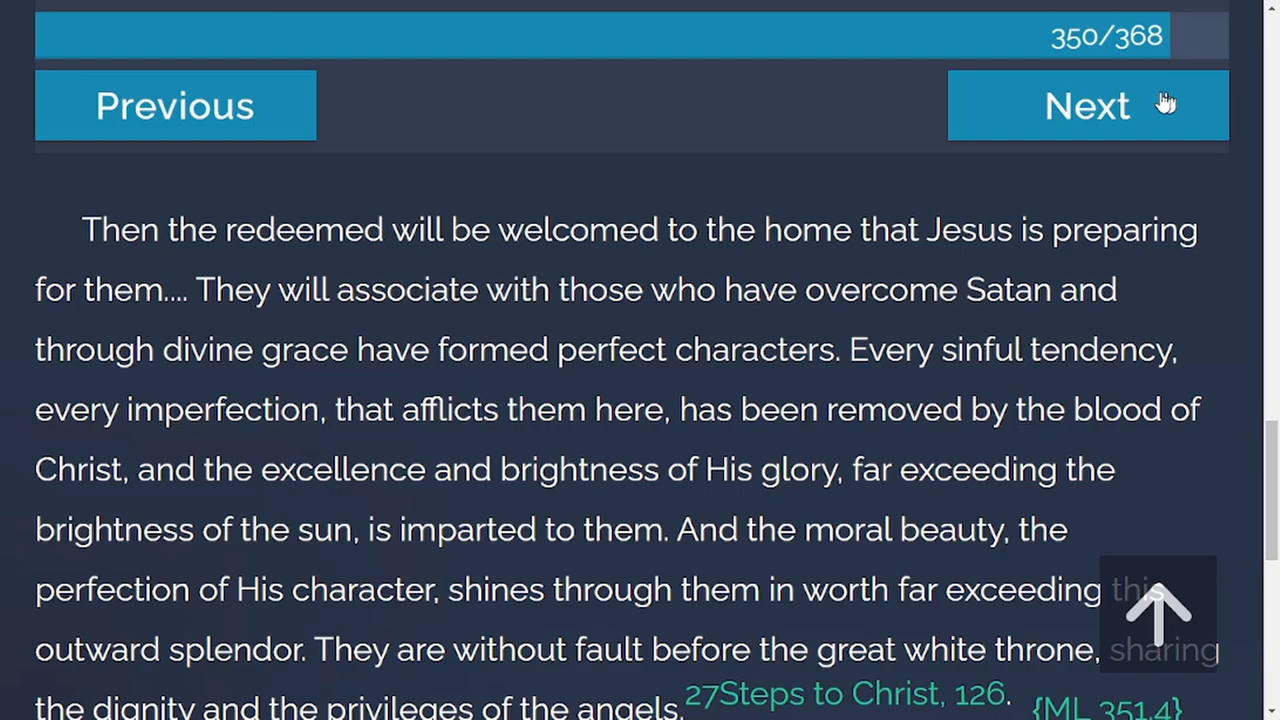 350/368
Previous
Next
Then the redeemed will be welcomed to the home that Jesus is preparing
for them.... They will associate with those who have overcome Satan and
through divine grace have formed perfect characters. Every sinful tendency,
every imperfection, that afflicts them here, has been removed by the blood of
Christ, and the excellence and brightness of His glory, far exceeding the
brightness of the sun, is imparted to them. And the moral beauty, the
perfection of His character, shines through them in worth far exceeding this
outward splendor. They are without fault before the great white throne, sharing
the dignity and the privileges of the angels.27Steps to Christ, 126. {ML 351.4}